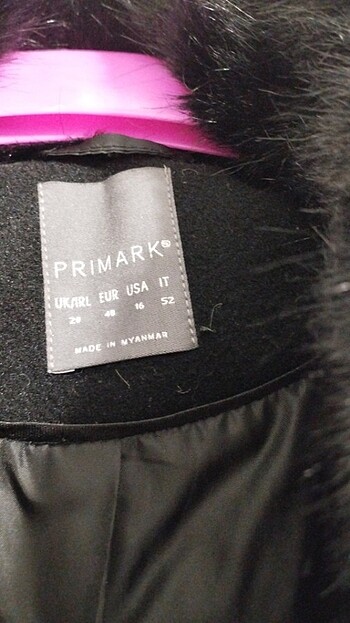 PRIMARK®
UK/IRL EUR USA IT
20 48 16 52
MADE IN MYANMAR